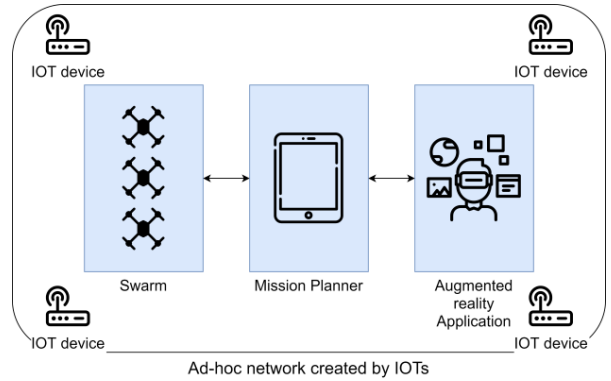 IOT device
IOT device
Swarm
Mission Planner
Augmented
reality
Application
IOT device
IOT device
Ad-hoc network created by IOTs